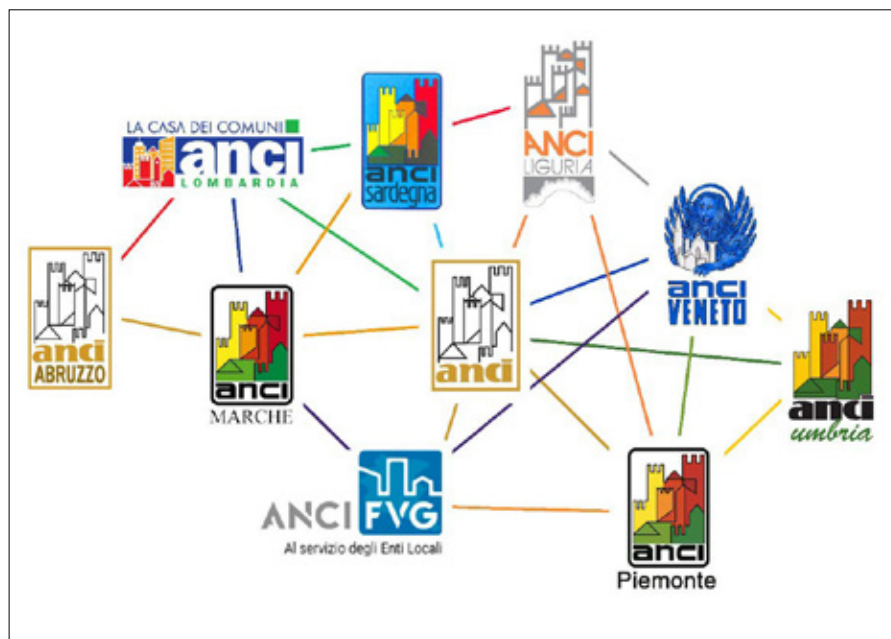 LA CASA DEI COMUNI
anci
LOMBARDIA
anci
sardegna
ANCI
LIGURIA
anci
VENETO
anci
ABRUZZO
anci
MARCHE
anci
anci
umbria
ANCI FVG
Al servizio degli Enti Locali
anci
Piemonte